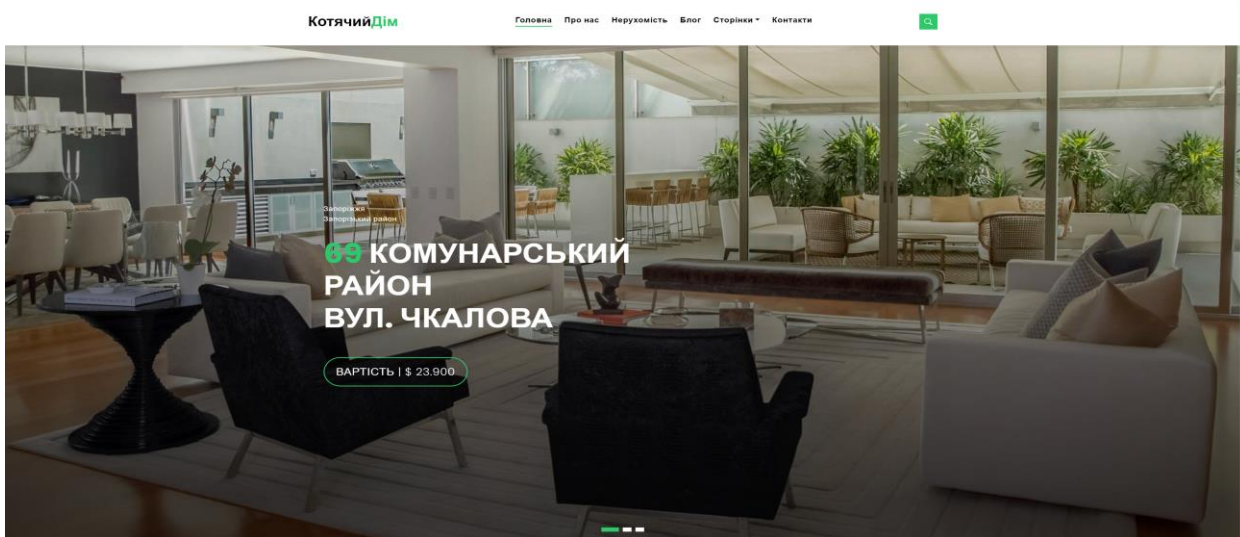 КотячийДім
Головна Про нас Нерухомість Блог Сторінки Контакти
Запоріжжя
Запорізький район
69 КОМУНАРСЬКИЙ
РАЙОН
ВУЛ. ЧКАЛОВА
ВАРТІСТЬ | $ 23.900